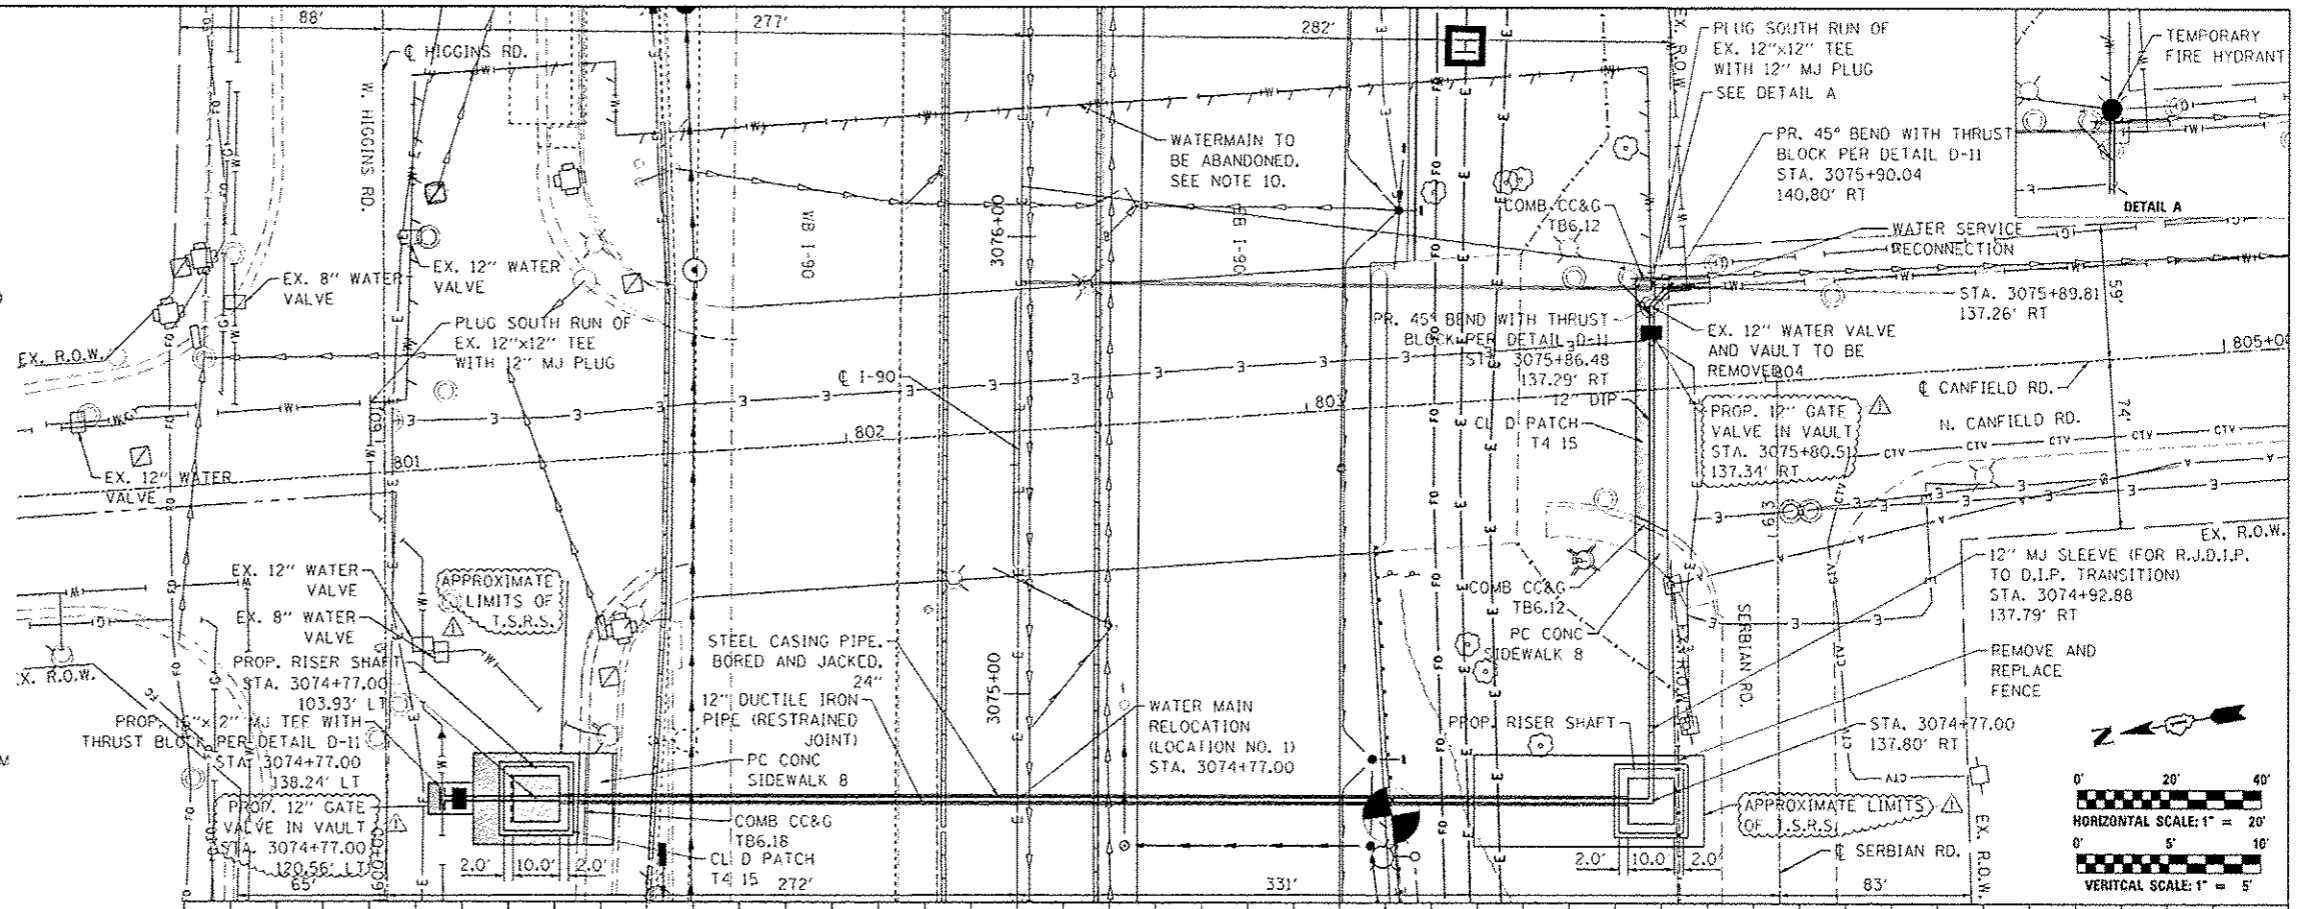 88'
277'
282'
℄ HIGGINS RD.
W. HIGGINS RD.
EX. R.O.W.
PLUG SOUTH RUN OF
EX. 12"x12" TEE
WITH 12" MJ PLUG
SEE DETAIL A
TEMPORARY
FIRE HYDRANT
DETAIL A
WATERMAIN TO
BE ABANDONED.
SEE NOTE 10.
PR. 45° BEND WITH THRUST
BLOCK PER DETAIL D-11
STA. 3075+90.04
140.80' RT
COMB CC&G
TB6.12
WATER SERVICE
RECONNECTION
WB I-90
3076+00
EB I-90
EX. 8" WATER
VALVE
EX. 12" WATER
VALVE
STA. 3075+89.81
137.26' RT
59'
PLUG SOUTH RUN OF
EX. 12"x12" TEE
WITH 12" MJ PLUG
PR. 45° BEND WITH THRUST
BLOCK PER DETAIL D-11
STA. 3075+86.48
137.29' RT
12" DIP
EX. 12" WATER VALVE
AND VAULT TO BE
REMOVED
804
805+00
EX. R.O.W.
℄ I-90
803
802
801
℄ CANFIELD RD.
N. CANFIELD RD.
74'
CL D PATCH
T4 15
PROP. 12" GATE
VALVE IN VAULT
STA. 3075+80.51
137.34' RT
CTV CTV CTV CTV
EX. 12" WATER
VALVE
163'
EX. R.O.W.
12" MJ SLEEVE (FOR R.J.D.I.P.
TO D.I.P. TRANSITION)
STA. 3074+92.88
137.79' RT
EX. 12" WATER
VALVE
APPROXIMATE
LIMITS OF
T.S.R.S.
EX. 8" WATER
VALVE
COMB CC&G
TB6.12
PC CONC
SIDEWALK 8
SERBIAN RD.
REMOVE AND
REPLACE
FENCE
PROP. RISER SHAFT
STA. 3074+77.00
103.93' LT
STEEL CASING PIPE.
BORED AND JACKED.
24"
12" DUCTILE IRON
PIPE (RESTRAINED
JOINT)
3075+00
WATER MAIN
RELOCATION
(LOCATION NO. 1)
STA. 3074+77.00
PROP. RISER SHAFT
STA. 3074+77.00
137.80' RT
MJ TEE WITH
THRUST BLOCK PER DETAIL D-11
STA. 3074+77.00
138.24' LT
PC CONC
SIDEWALK 8
PROP. 12" GATE
VALVE IN VAULT
STA. 3074+77.00
120.56' LT
COMB CC&G
TB6.18
CL D PATCH
T4 15
APPROXIMATE LIMITS
OF T.S.R.S.
℄ SERBIAN RD.
EX R.O.W.
2.0' 10.0' 2.0'
2.0' 10.0' 2.0'
65'
272'
331'
83'
0' 20' 40'
HORIZONTAL SCALE: 1" = 20'
0' 5' 10'
VERITCAL SCALE: 1" = 5'